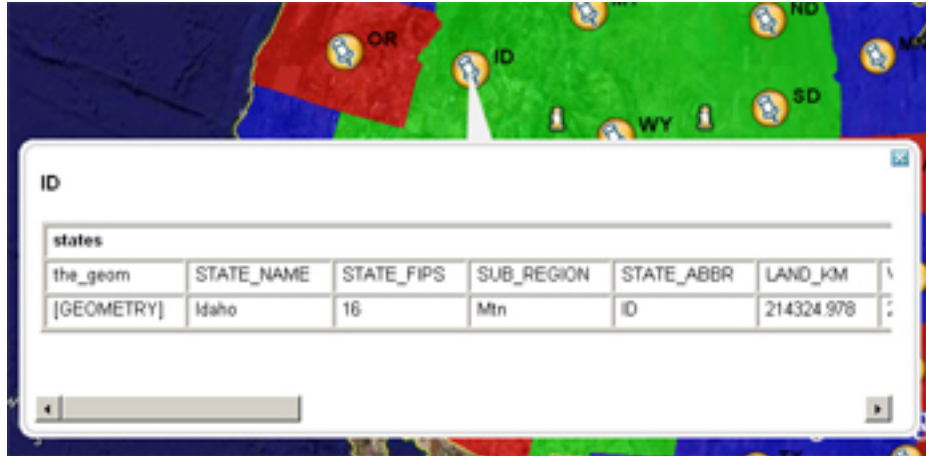 ND
OR
ID
SD
WY
ID
states
the_geom STATE_NAME STATE_FIPS SUB_REGION STATE_ABBR LAND_KM
[GEOMETRY] Idaho 16 Mtn ID 214324.978
TX